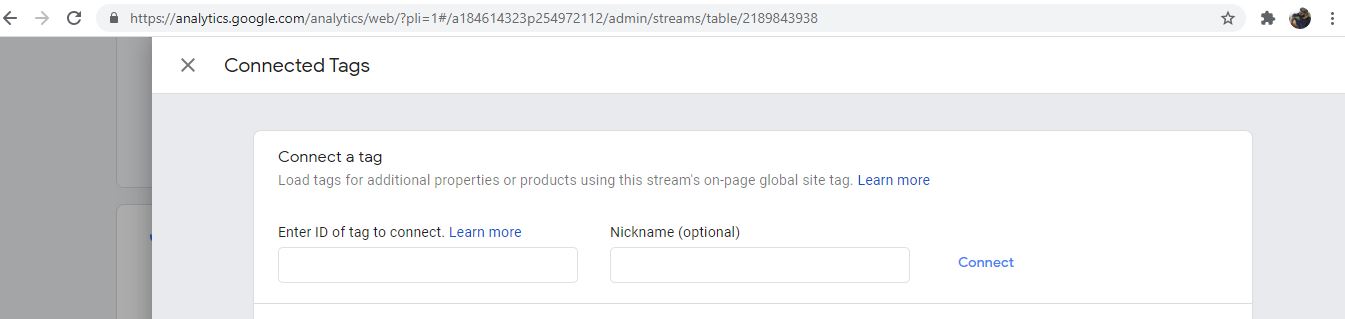 https://analytics.google.com/analytics/web/?pli=1#/a184614323p254972112/admin/streams/table/2189843938
Connected Tags
Connect a tag
Load tags for additional properties or products using this stream's on-page global site tag. Learn more
Enter ID of tag to connect. Learn more
Nickname (optional)
Connect